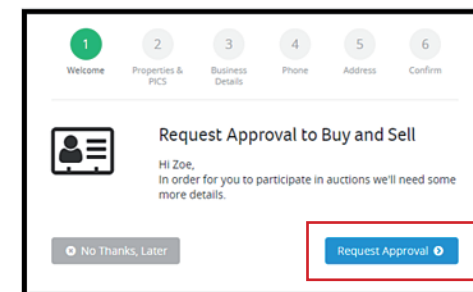 1 2 3 4 5 6
Welcome Properties & PICS Business Details Phone Address Confirm
Request Approval to Buy and Sell
Hi Zoe,
In order for you to participate in auctions we'll need some
more details.
No Thanks, Later Request Approval